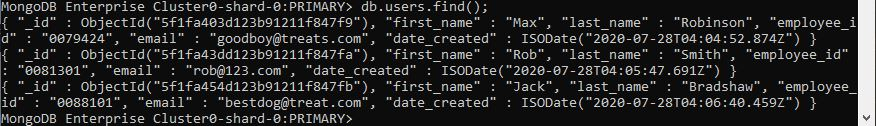 MongoDB Enterprise Cluster0-shard-0:PRIMARY> db.users.find();
{ "_id" : ObjectId("5f1fa403d123b91211f847f9"), "first_name" : "Max", "last_name" : "Robinson", "employee_i
d" : "0079424", "email" : "goodboy@treats.com", "date_created" : ISODate("2020-07-28T04:04:52.874Z") }
{ "_id" : ObjectId("5f1fa43dd123b91211f847fa"), "first_name" : "Rob", "last_name" : "Smith", "employee_id"
: "0081301", "email" : "rob@123.com", "date_created" : ISODate("2020-07-28T04:05:47.691Z") }
{ "_id" : ObjectId("5f1fa454d123b91211f847fb"), "first_name" : "Jack", "last_name" : "Bradshaw", "employee_
id" : "0088101", "email" : "bestdog@treat.com", "date_created" : ISODate("2020-07-28T04:06:40.459Z") }
MongoDB Enterprise Cluster0-shard-0:PRIMARY>